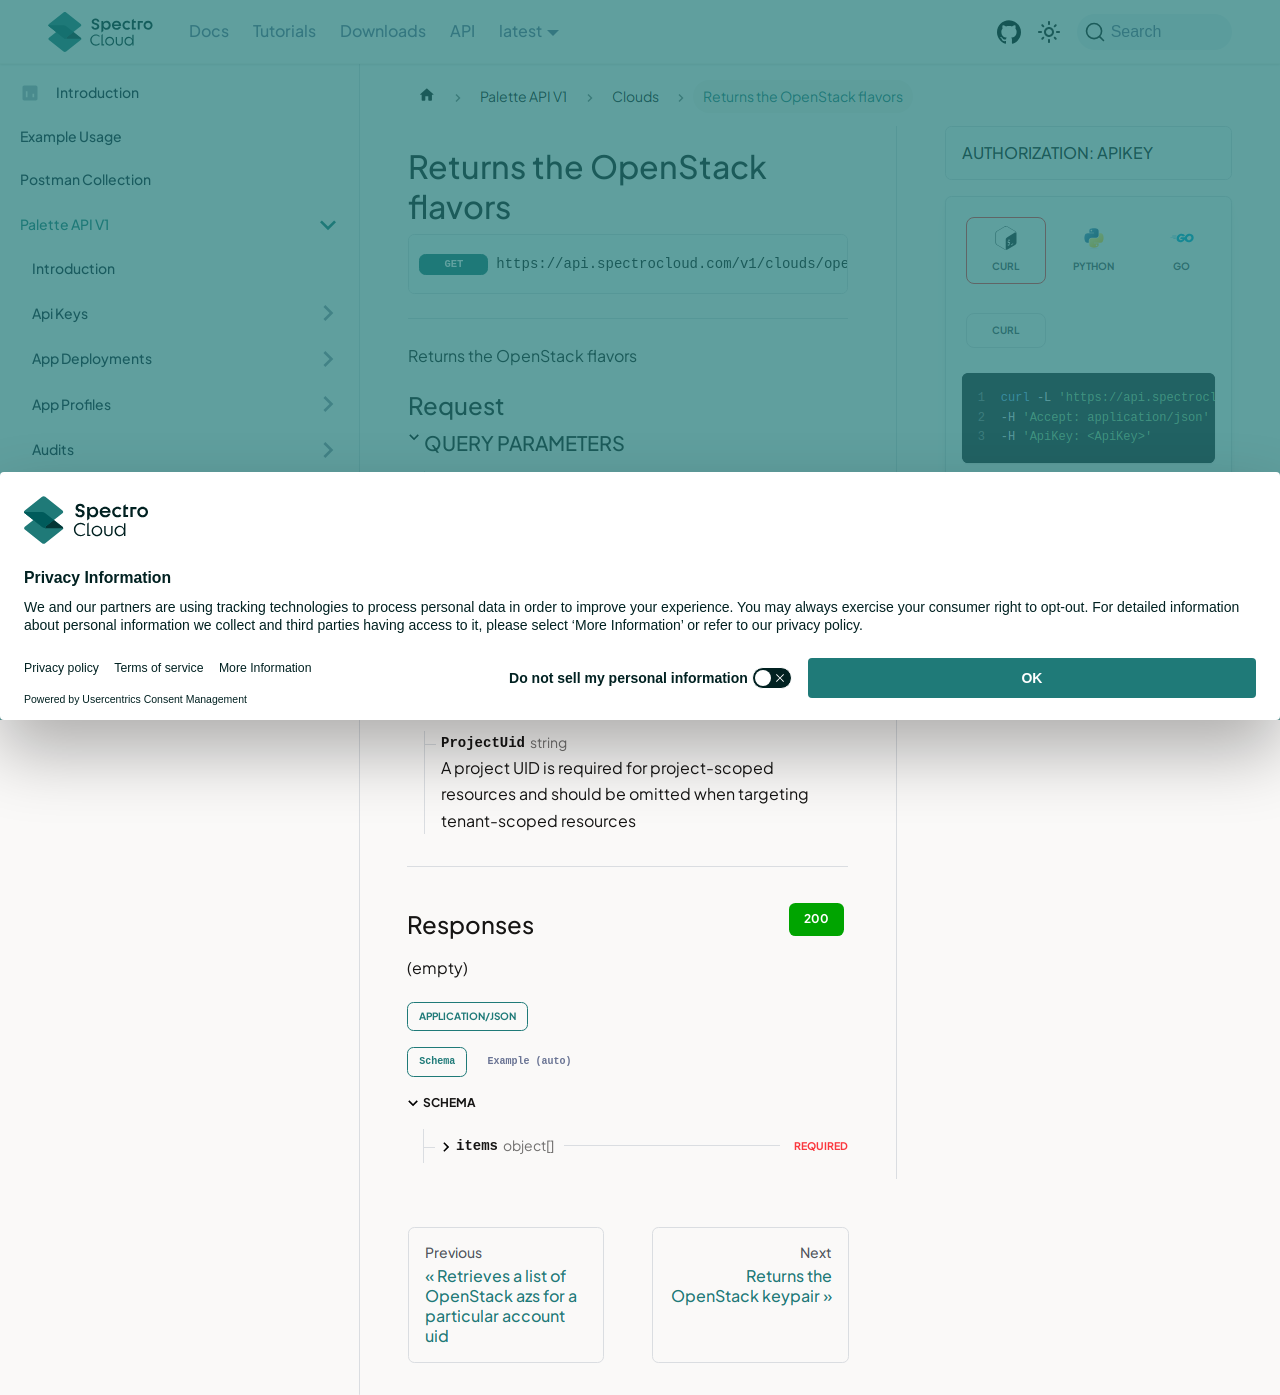 Spectro Cloud
Docs
Tutorials
Downloads
API
latest
Search
Introduction
Example Usage
Postman Collection
Palette API V1
Introduction
Api Keys
App Deployments
App Profiles
Audits
Palette API V1
Clouds
Returns the OpenStack flavors
Returns the OpenStack
flavors
GET https://api.spectrocloud.com/v1/clouds/ope
Returns the OpenStack flavors
Request
QUERY PARAMETERS
AUTHORIZATION: APIKEY
CURL
PYTHON
GO
CURL
1 curl -L 'https://api.spectrocl
2 -H 'Accept: application/json'
3 -H 'ApiKey: <ApiKey>'
Spectro
Cloud
Privacy Information
We and our partners are using tracking technologies to process personal data in order to improve your experience. You may always exercise your consumer right to opt-out. For detailed information
about personal information we collect and third parties having access to it, please select ‘More Information’ or refer to our privacy policy.
Privacy policy
Terms of service
More Information
Powered by Usercentrics Consent Management
Do not sell my personal information
OK
ProjectUid string
A project UID is required for project-scoped
resources and should be omitted when targeting
tenant-scoped resources
Responses
200
(empty)
APPLICATION/JSON
Schema
Example (auto)
SCHEMA
items object[]
REQUIRED
Previous
« Retrieves a list of
OpenStack azs for a
particular account
uid
Next
Returns the
OpenStack keypair »